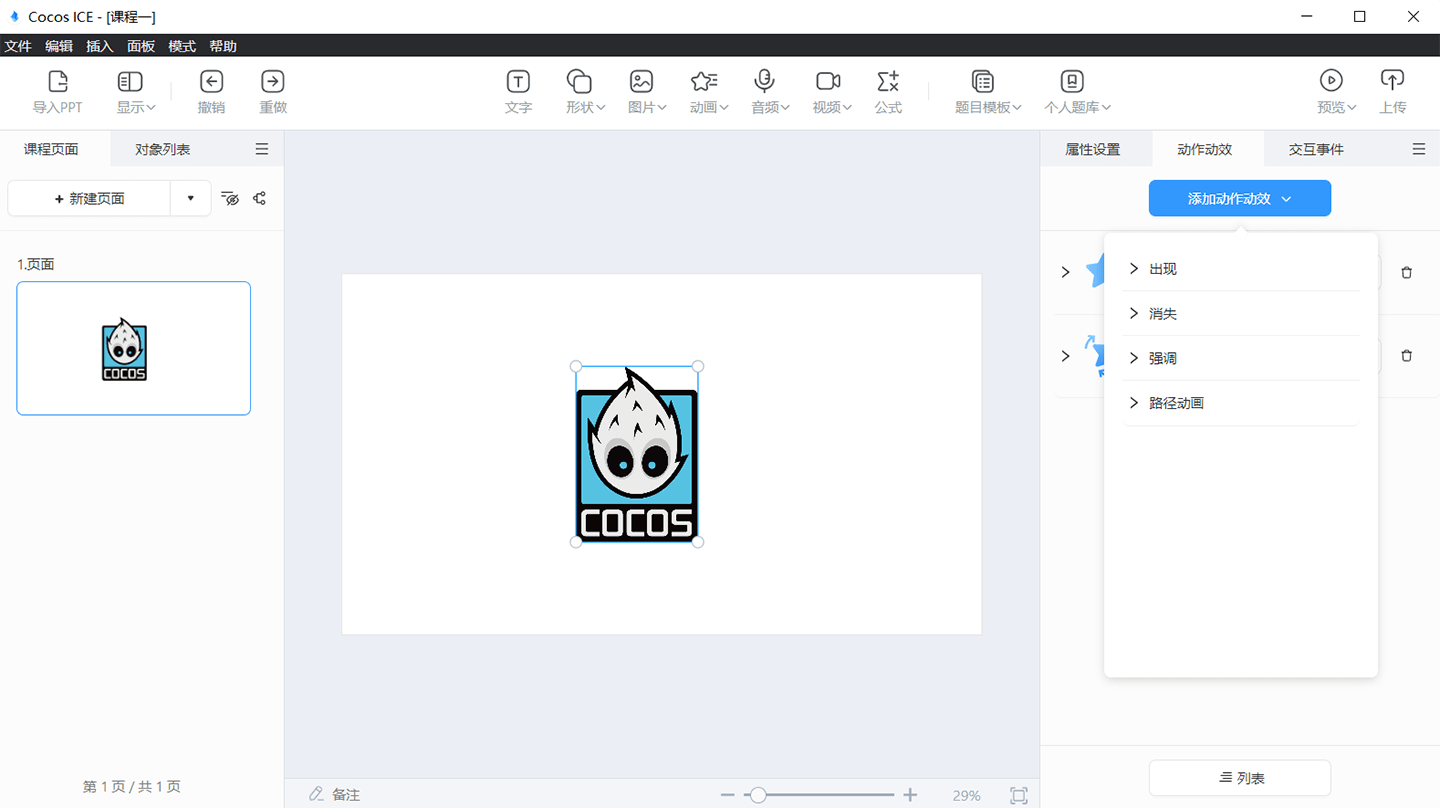 Cocos ICE - [课程一]
文件 编辑 插入 面板 模式 帮助
导入PPT 显示 撤销 重做 文字 形状 图片 动画 音频 视频 公式 题目模板 个人题库 预览 上传
课程页面 对象列表 属性设置 动作动效 交互事件
+ 新建页面 添加动作动效
1.页面
出现
消失
强调
路径动画
COCOS
COCOS
第 1 页 / 共 1 页
备注 29%
列表